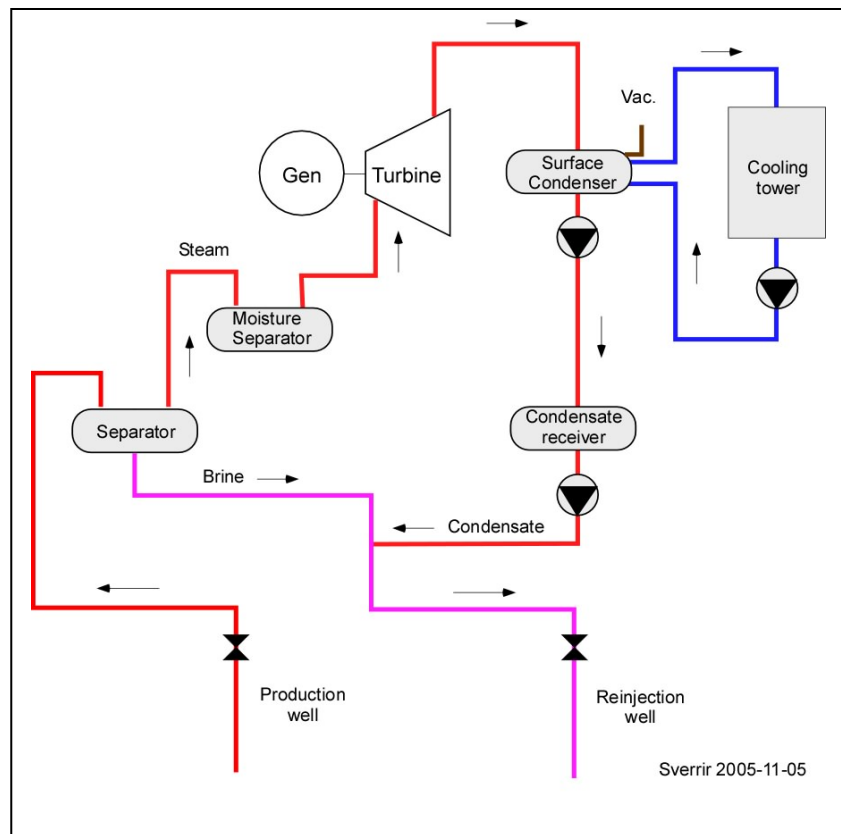 Vac.
Surface
Condenser
Cooling
tower
Gen
Turbine
Steam
Moisture
Separator
Separator
Condensate
receiver
Brine
Condensate
Production
well
Reinjection
well
Sverrir 2005-11-05